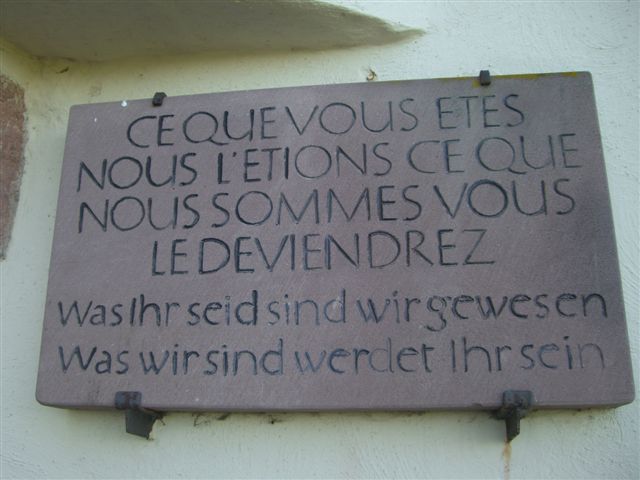 CE QUE VOUS ETES
NOUS L'ETIONS CE QUE
NOUS SOMMES VOUS
LE DEVIENDREZ
Was Ihr seid sind wir gewesen
Was wir sind werdet Ihr sein